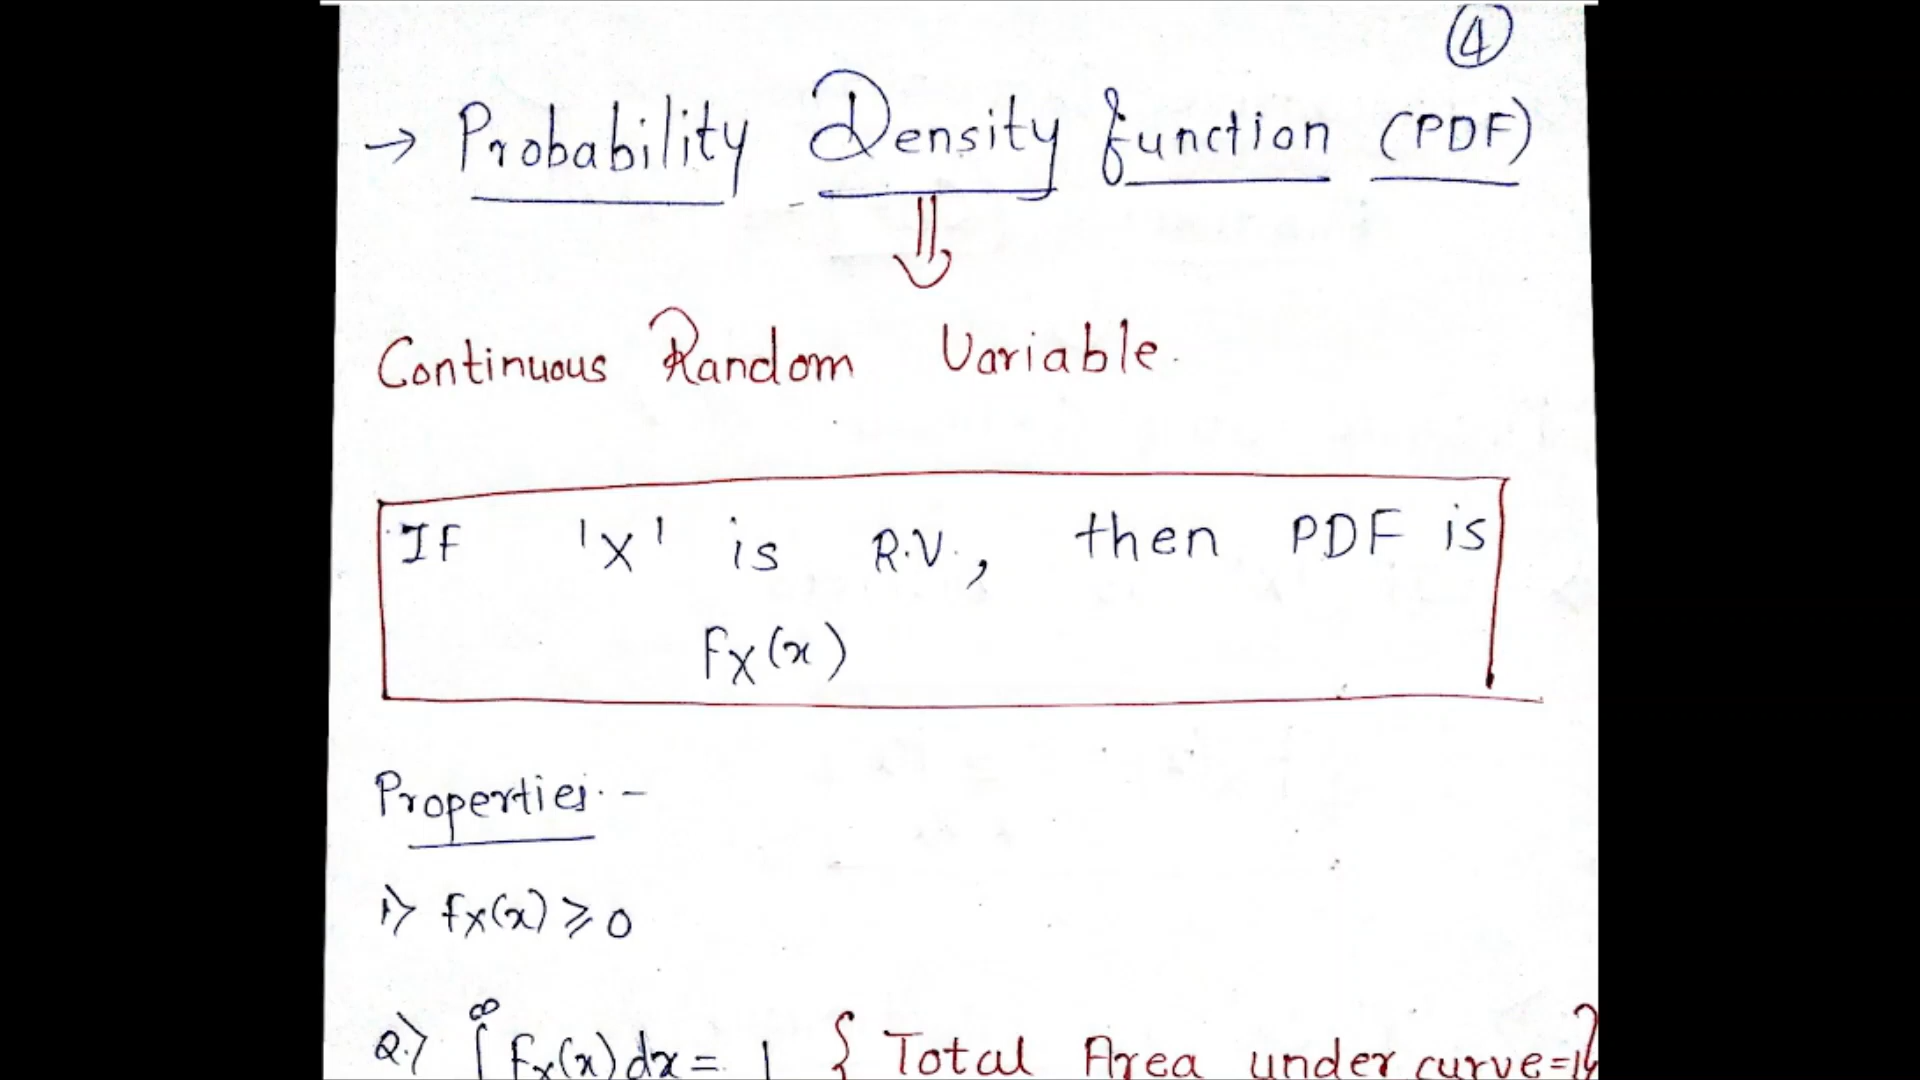 ④
→ Probability Density function (PDF)
⇓
Continuous Random Variable.
If 'X' is R.V., then PDF is
fX(x)
Properties:-
1) fX(x) ≥ 0
2.) ∫^∞ fX(x) dx = 1 { Total Area under curve=1}